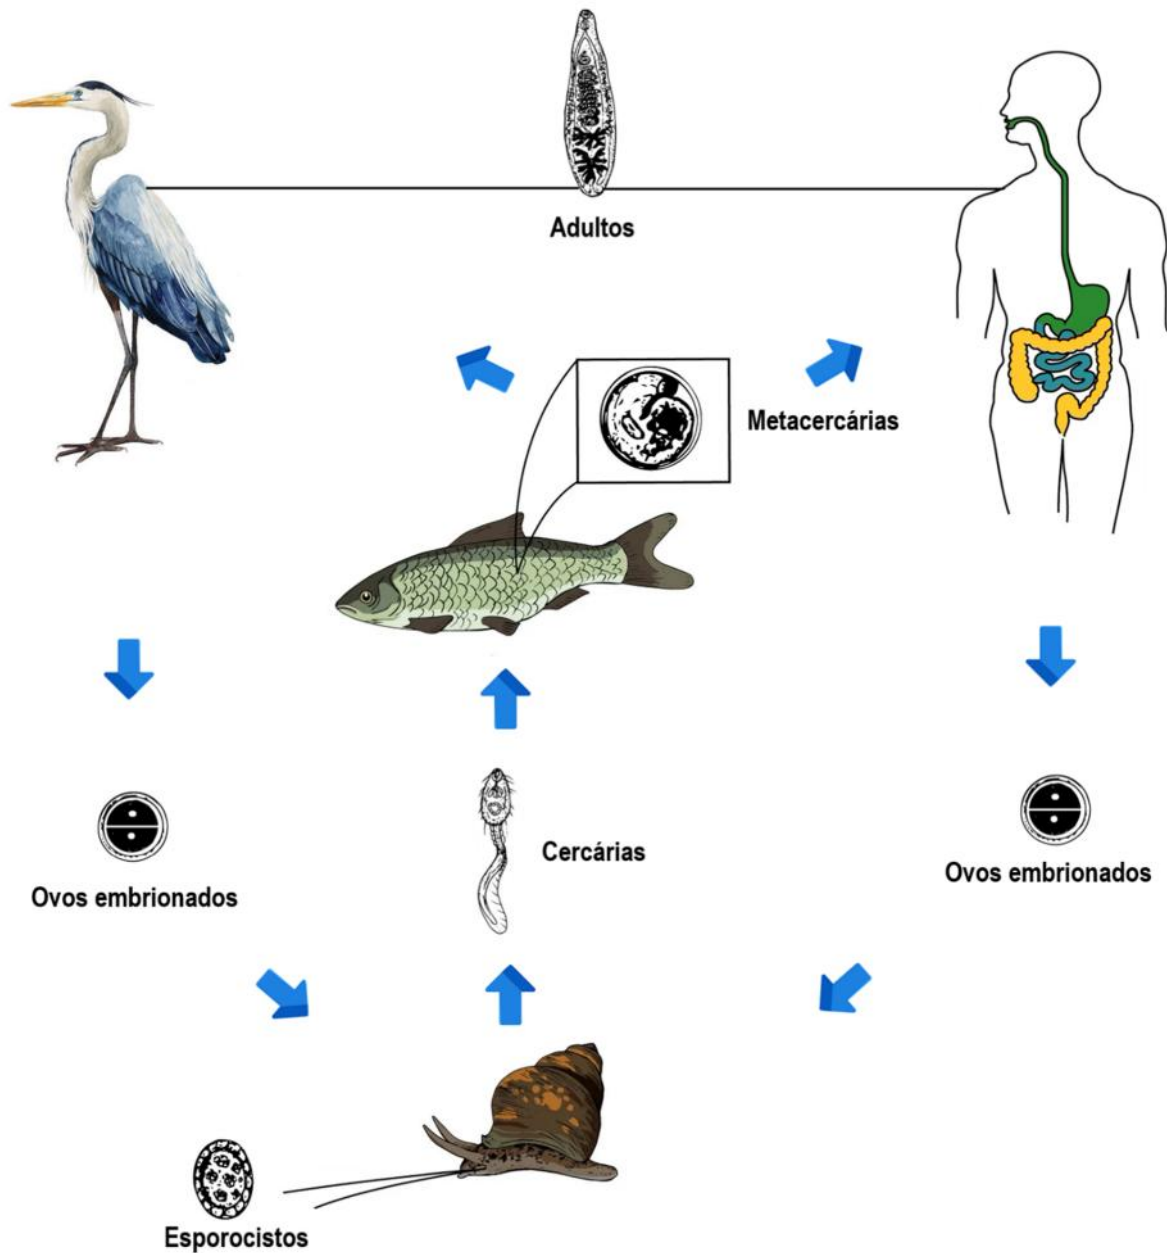 Adultos
Metacercárias
Cercárias
Ovos embrionados
Ovos embrionados
Esporocistos